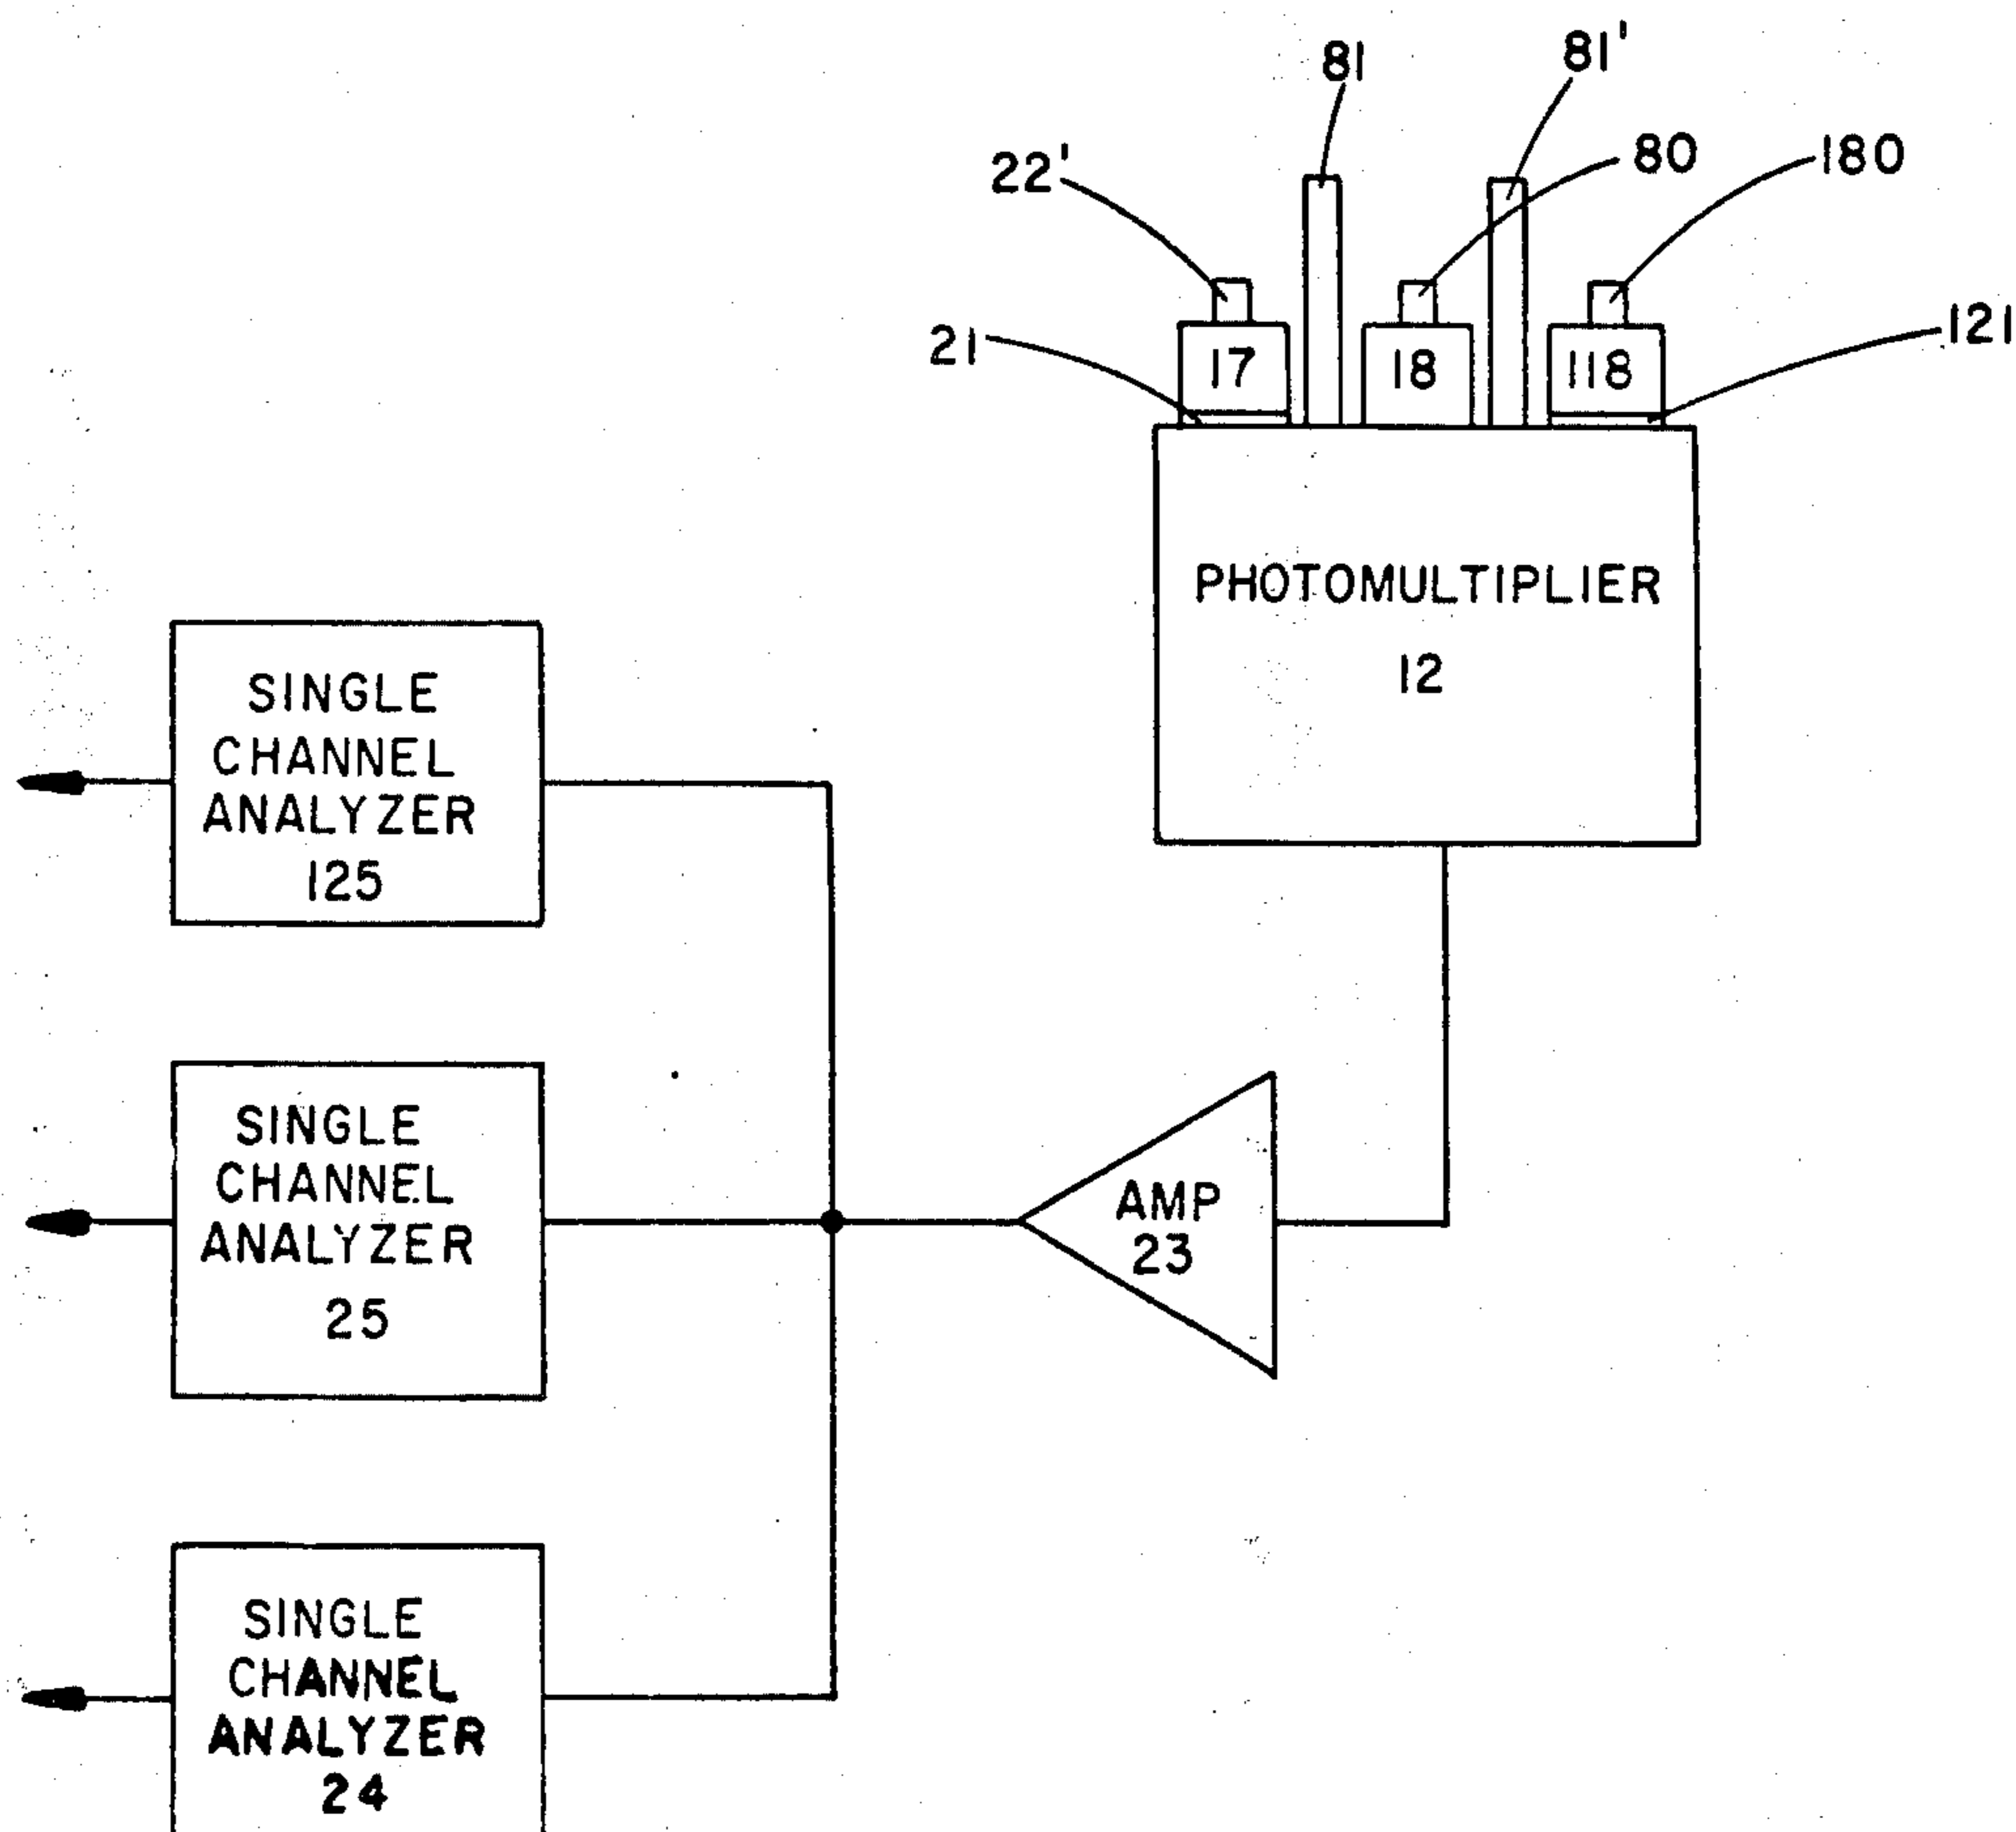 81
81'
22'
80
180
21
121
17
18
118
PHOTOMULTIPLIER
12
SINGLE
CHANNEL
ANALYZER
125
SINGLE
CHANNEL
ANALYZER
25
AMP
23
SINGLE
CHANNEL
ANALYZER
24